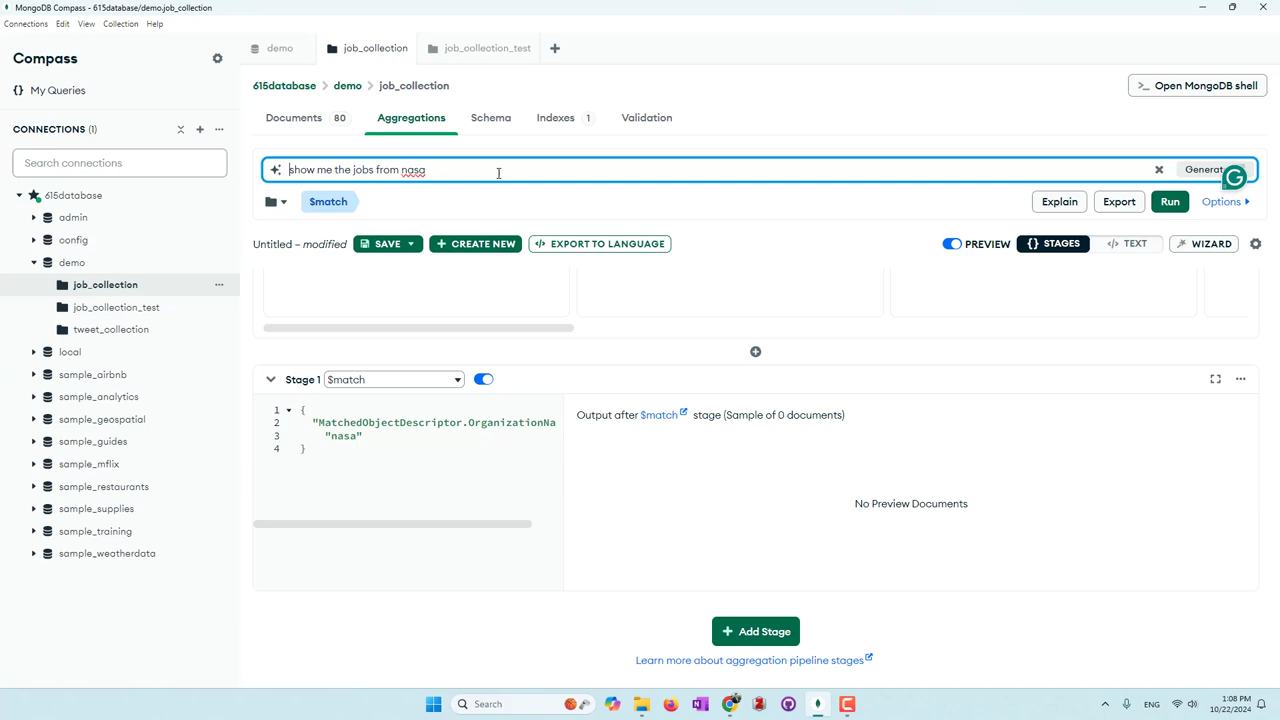 MongoDB Compass - 615database/demo.job_collection
Connections Edit View Collection Help
Compass
demo
job_collection
job_collection_test
My Queries
615database > demo > job_collection
>_ Open MongoDB shell
CONNECTIONS (1)
Documents 80
Aggregations
Schema
Indexes 1
Validation
Search connections
show me the jobs from nasa
$match
Explain
Export
Run
Options
Untitled – modified
SAVE
CREATE NEW
EXPORT TO LANGUAGE
PREVIEW
{} STAGES
</> TEXT
WIZARD
615database
admin
config
demo
job_collection
job_collection_test
tweet_collection
local
sample_airbnb
sample_analytics
sample_geospatial
sample_guides
sample_mflix
sample_restaurants
sample_supplies
sample_training
sample_weatherdata
Stage 1 $match
1 {
2 "MatchedObjectDescriptor.OrganizationNa
3 "nasa"
4 }
Output after $match stage (Sample of 0 documents)
No Preview Documents
+ Add Stage
Learn more about aggregation pipeline stages
Search
ENG
1:08 PM
10/22/2024